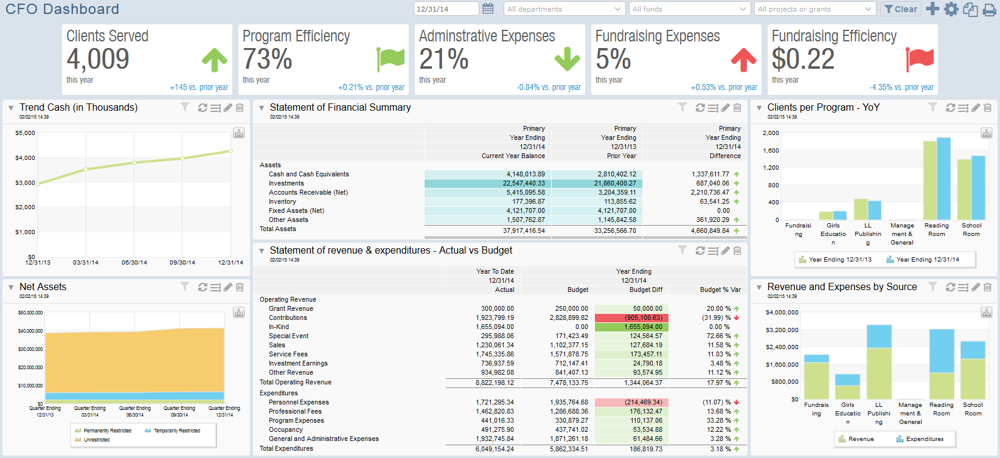 CFO Dashboard
12/31/14
All departments
All funds
All projects or grants
Clear
Clients Served
4,009
this year
+145 vs. prior year
Program Efficiency
73%
this year
+0.21% vs. prior year
Adminstrative Expenses
21%
this year
-0.84% vs. prior year
Fundraising Expenses
5%
this year
+0.53% vs. prior year
Fundraising Efficiency
$0.22
this year
-4.35% vs. prior year
Trend Cash (in Thousands)
02/02/15 14:39
$5,000
$4,000
$3,000
$2,000
$1,000
$0
12/31/13 03/31/14 06/30/14 09/30/14 12/31/14
Net Assets
02/02/15 14:39
$50,000,000
$40,000,000
$30,000,000
$20,000,000
$10,000,000
$0
Quarter Ending Quarter Ending Quarter Ending Quarter Ending Quarter Ending
12/31/13 03/31/14 06/30/14 09/30/14 12/31/14
Permanently Restricted Temporarily Restricted
Unrestricted
Statement of Financial Summary
02/02/15 14:39
Primary Primary Primary
Year Ending Year Ending Year Ending
12/31/14 12/31/13 12/31/14
Current Year Balance Prior Year Difference
Assets
Cash and Cash Equivalents 4,148,013.89 2,810,402.12 1,337,611.77
Investments 22,547,440.33 21,860,400.27 687,040.06
Accounts Receivable (Net) 5,415,095.58 3,204,359.11 2,210,736.47
Inventory 177,396.87 113,855.62 63,541.25
Fixed Assets (Net) 4,121,707.00 4,121,707.00 0.00
Other Assets 1,507,762.87 1,145,842.58 361,920.29
Total Assets 37,917,416.54 33,256,566.70 4,660,849.84
Statement of revenue & expenditures - Actual vs Budget
02/02/15 14:39
Year To Date Year Ending
12/31/14 12/31/14
Actual Budget Budget Diff Budget % Var
Operating Revenue
Grant Revenue 300,000.00 250,000.00 50,000.00 20.00 %
Contributions 1,923,799.19 2,828,899.82 (905,100.63) (31.99) %
In-Kind 1,655,094.00 0.00 1,655,094.00 0.00 %
Special Event 295,988.06 171,423.49 124,564.57 72.66 %
Sales 1,230,061.34 1,102,377.15 127,684.19 11.58 %
Service Fees 1,745,335.86 1,571,878.75 173,457.11 11.03 %
Investment Earnings 736,937.59 712,147.41 24,790.18 3.48 %
Other Revenue 934,982.08 841,407.13 93,574.95 11.12 %
Total Operating Revenue 8,822,198.12 7,478,133.75 1,344,064.37 17.97 %
Expenditures
Personnel Expenses 1,721,295.34 1,935,764.68 (214,469.34) (11.07) %
Professional Fees 1,462,820.83 1,286,688.36 176,132.47 13.68 %
Program Expenses 441,016.33 330,879.27 110,137.06 33.28 %
Occupancy 491,275.90 437,741.02 53,534.88 12.22 %
General and Administrative Expenses 1,932,745.84 1,871,261.18 61,484.66 3.28 %
Total Expenditures 6,049,154.24 5,862,334.51 186,819.73 3.18 %
Clients per Program - YoY
02/02/15 14:39
2,000
1,600
1,200
800
400
0
Fundraisi Girls LL Manage Reading School
ng Educatio Publishin ment & Room Room
n g General
Year Ending 12/31/13 Year Ending 12/31/14
Revenue and Expenses by Source
02/02/15 14:39
$4,000,000
$3,200,000
$2,400,000
$1,600,000
$800,000
$0
Fundrais Girls LL Manage Reading School
ing Educatio Publishi ment & Room Room
n ng General
Revenue Expenditures